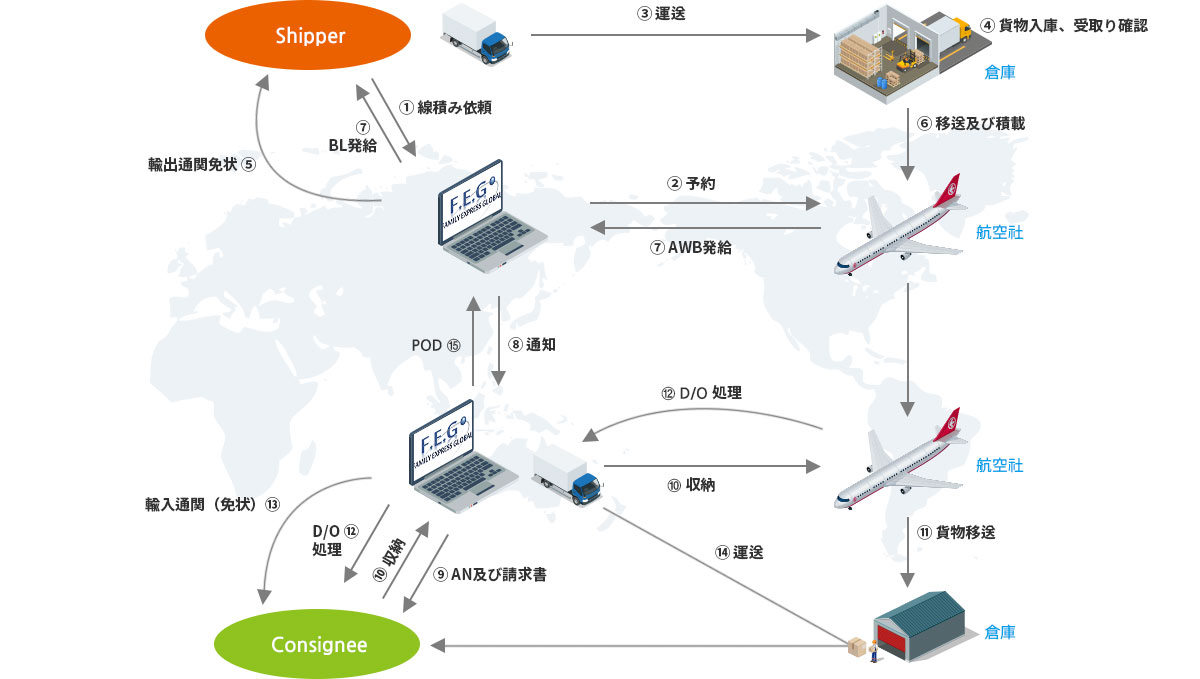 Shipper
③ 運送
④ 貨物入庫、受取り確認
倉庫
① 線積み依頼
⑦
BL発給
⑥ 移送及び積載
輸出通関免状 ⑤
② 予約
F.E.G
FAMILY EXPRESS GLOBAL
航空社
⑦ AWB発給
POD ⑮
⑧ 通知
⑫ D/O 処理
F.E.G
FAMILY EXPRESS GLOBAL
航空社
⑩ 収納
輸入通関（免状）⑬
D/O ⑫
処理
⑩ 収納
⑨ AN及び請求書
⑭ 運送
⑪ 貨物移送
Consignee
倉庫